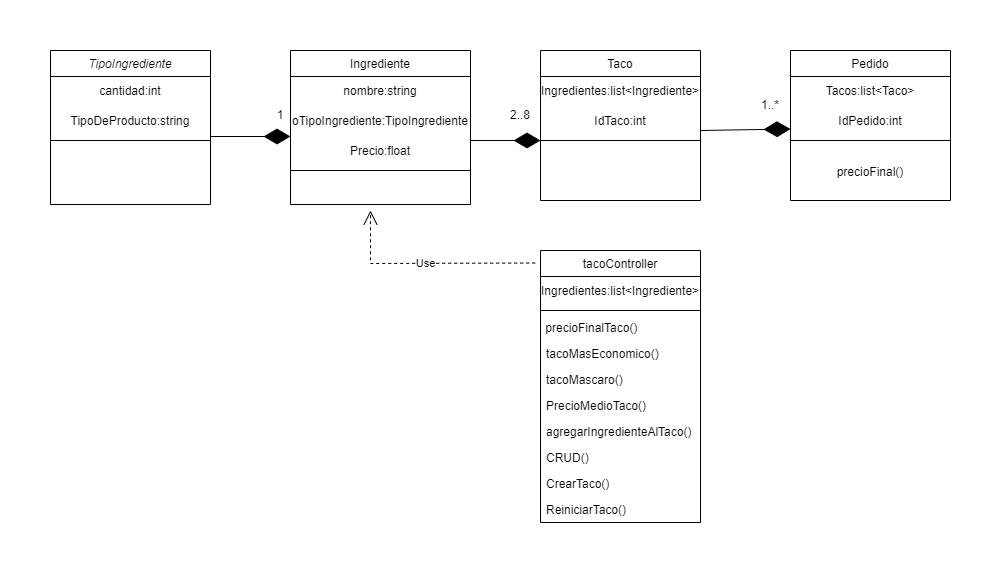 TipoIngrediente
cantidad:int
TipoDeProducto:string
1
Ingrediente
nombre:string
oTipoIngrediente:TipoIngrediente
Precio:float
2..8
Taco
Ingredientes:list<Ingrediente>
IdTaco:int
1..*
Pedido
Tacos:list<Taco>
IdPedido:int
precioFinal()
Use
tacoController
Ingredientes:list<Ingrediente>
precioFinalTaco()
tacoMasEconomico()
tacoMascaro()
PrecioMedioTaco()
agregarIngredienteAlTaco()
CRUD()
CrearTaco()
ReiniciarTaco()